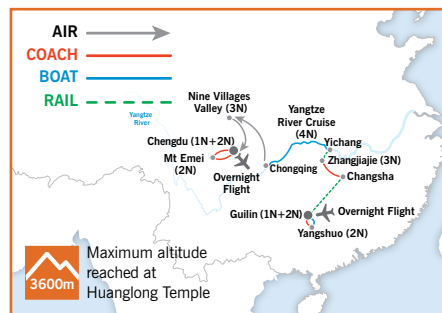 AIR
COACH
BOAT
RAIL
Yangtze
River
Nine Villages
Valley (3N)
Yangtze
River Cruise
(4N)
Chengdu (1N+2N)
Mt Emei
(2N)
Overnight
Flight
Chongqing
Yichang
Zhangjiajie (3N)
Changsha
Guilin (1N+2N)
Overnight Flight
Yangshuo (2N)
3600m
Maximum altitude
reached at
Huanglong Temple